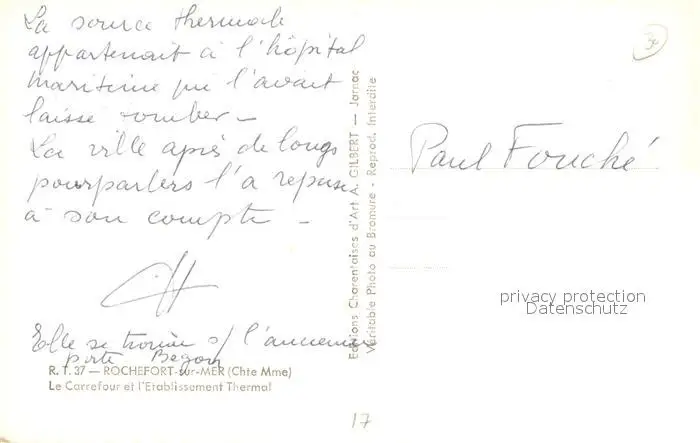 La source thermale
appartenait à l'hôpital
maritime qui l'avait
laissé tomber –
La ville après de longs
pourparlers l'a repose
à son compte –
Elle se trouve s/ l'ancienne
porte Begon
R. T. 37 — ROCHEFORT-sur-MER (Chte Mme)
Le Carrefour et l'Etablissement Thermal
Editions Charentaises d'Art A. GILBERT — Jarnac
Véritable Photo au Bromure - Reprod. Interdite
30
Paul Fouché
privacy protection
Datenschutz
17